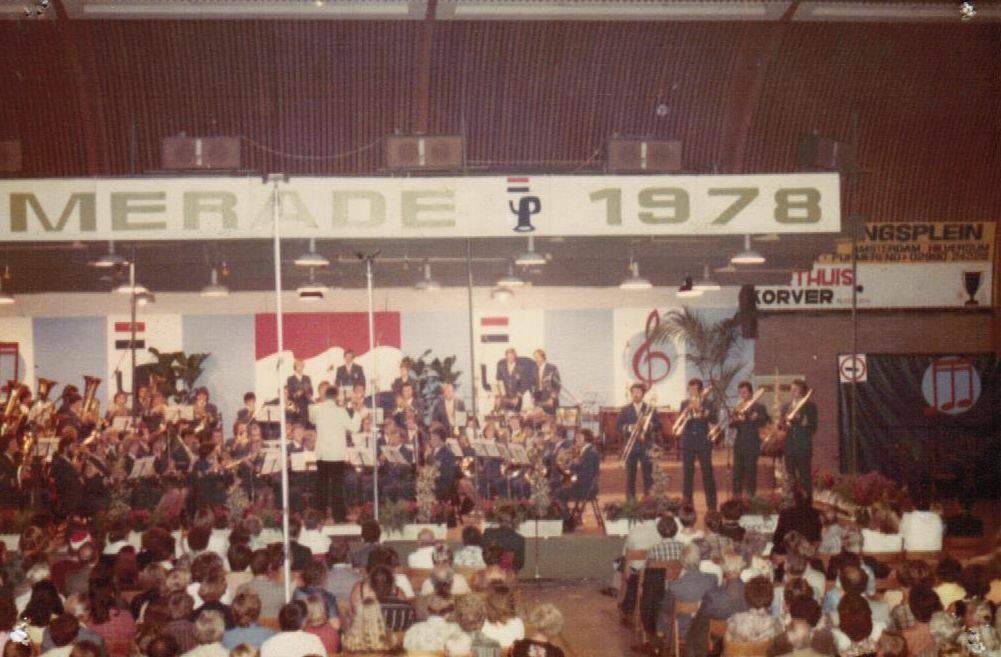 MERADE 1978
NGSPLEIN
AMSTERDAM HILVERSUM
THUIS
KORVER